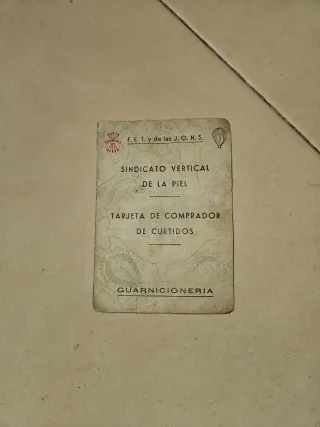 F. E. T. y de las J. O. N. S.
SINDICATO VERTICAL
DE LA PIEL
TARJETA DE COMPRADOR
DE CURTIDOS
GUARNICIONERIA